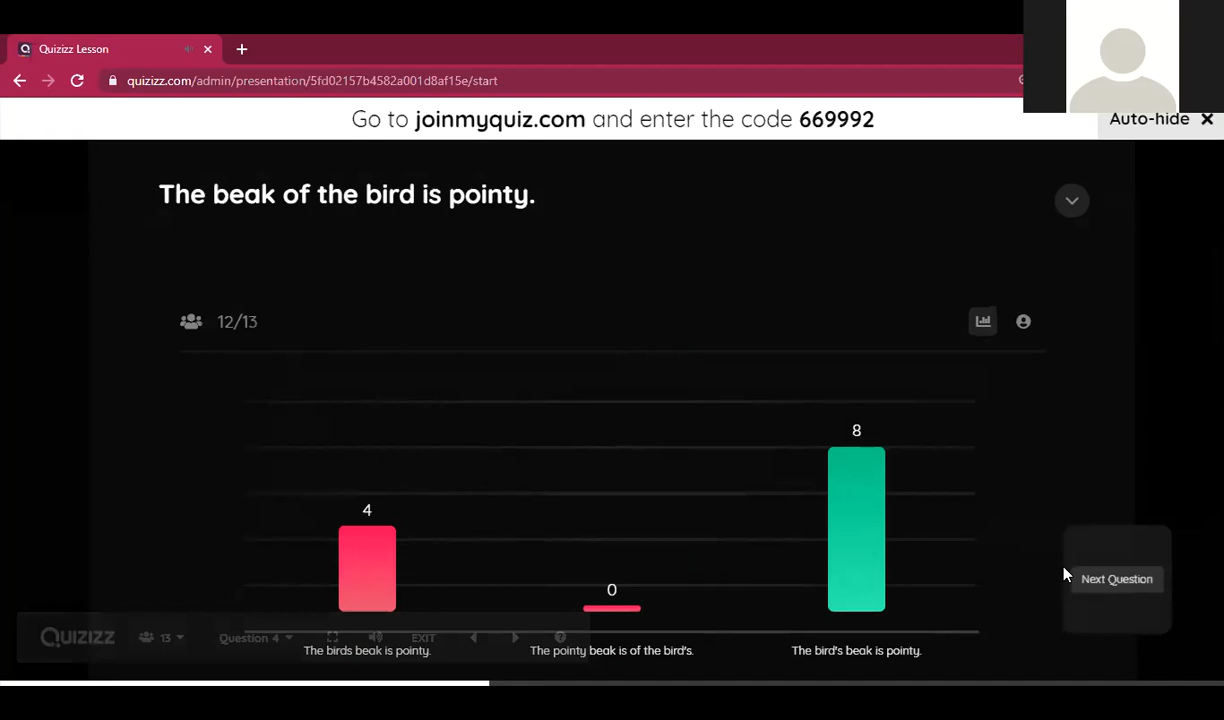 Quizizz Lesson
quizizz.com/admin/presentation/5fd02157b4582a001d8af15e/start
Go to joinmyquiz.com and enter the code 669992
Auto-hide
The beak of the bird is pointy.
12/13
8
4
0
Next Question
QUIZIZZ 13 Question 4 EXIT
The birds beak is pointy. The pointy beak is of the bird's. The bird's beak is pointy.